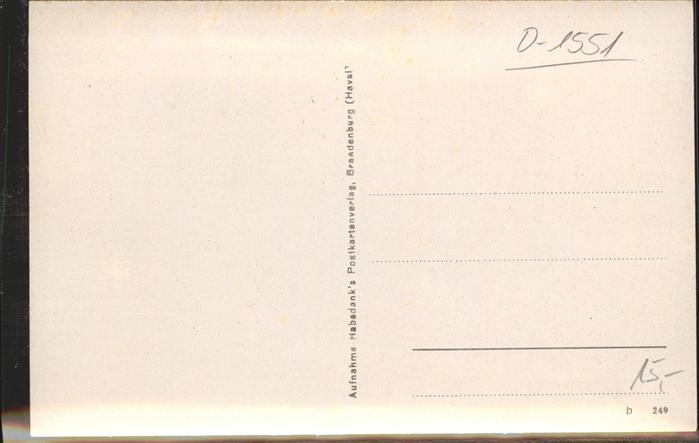 D-1551
Aufnahme Habedank's Postkartenverlag, Brandenburg (Havel)
15,-
b 249